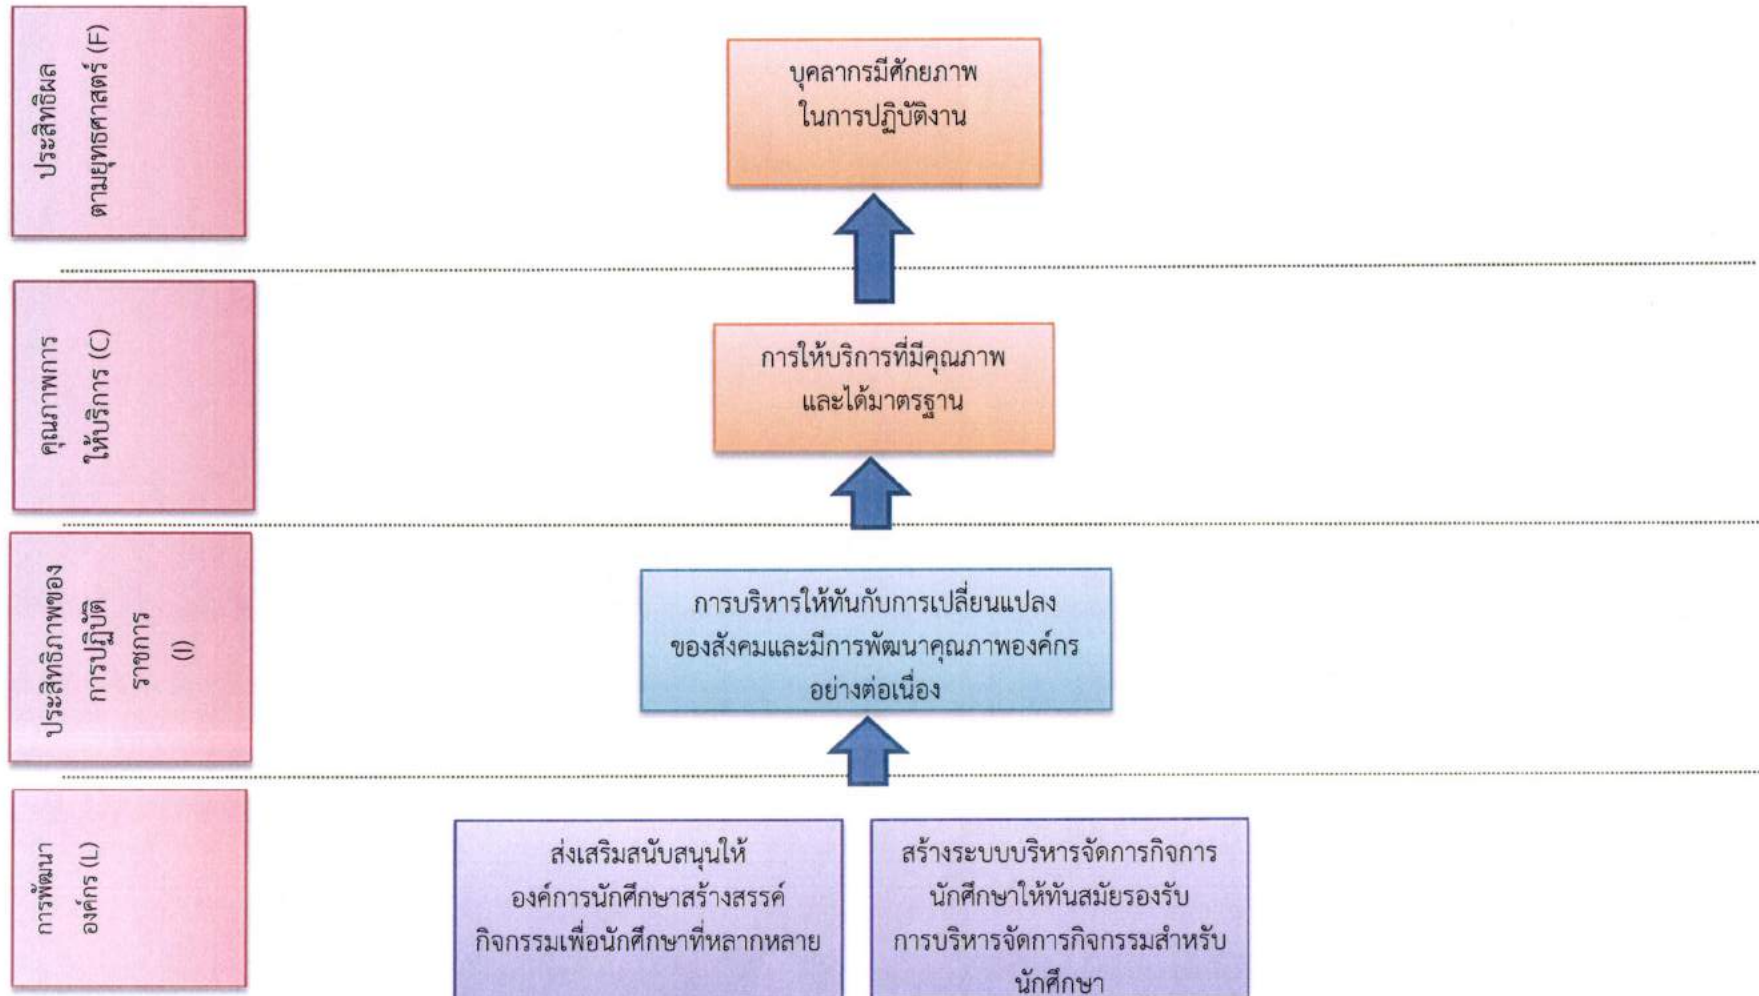 ประสิทธิผล
ตามยุทธศาสตร์ (F)
บุคลากรมีศักยภาพ
ในการปฏิบัติงาน
คุณภาพการ
ให้บริการ (C)
การให้บริการที่มีคุณภาพ
และได้มาตรฐาน
ประสิทธิภาพของ
การปฏิบัติ
ราชการ
(I)
การบริหารให้ทันกับการเปลี่ยนแปลง
ของสังคมและมีการพัฒนาคุณภาพองค์กร
อย่างต่อเนื่อง
การพัฒนา
องค์กร (L)
ส่งเสริมสนับสนุนให้
องค์การนักศึกษาสร้างสรรค์
กิจกรรมเพื่อนักศึกษาที่หลากหลาย
สร้างระบบบริหารจัดการกิจการ
นักศึกษาให้ทันสมัยรองรับ
การบริหารจัดการกิจกรรมสำหรับ
นักศึกษา